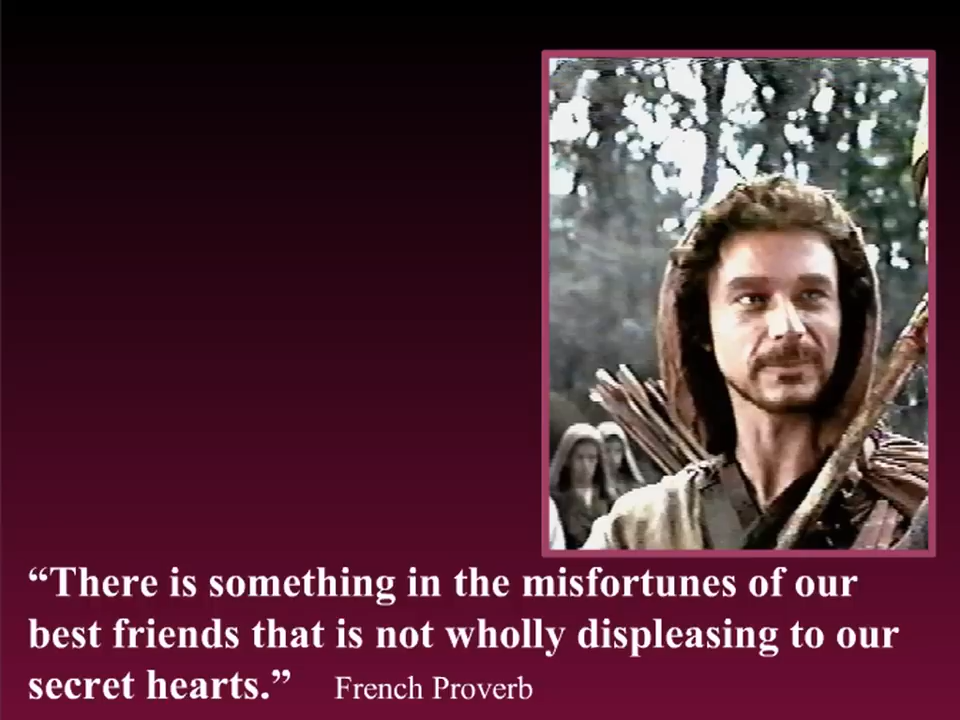 “There is something in the misfortunes of our
best friends that is not wholly displeasing to our
secret hearts.” French Proverb